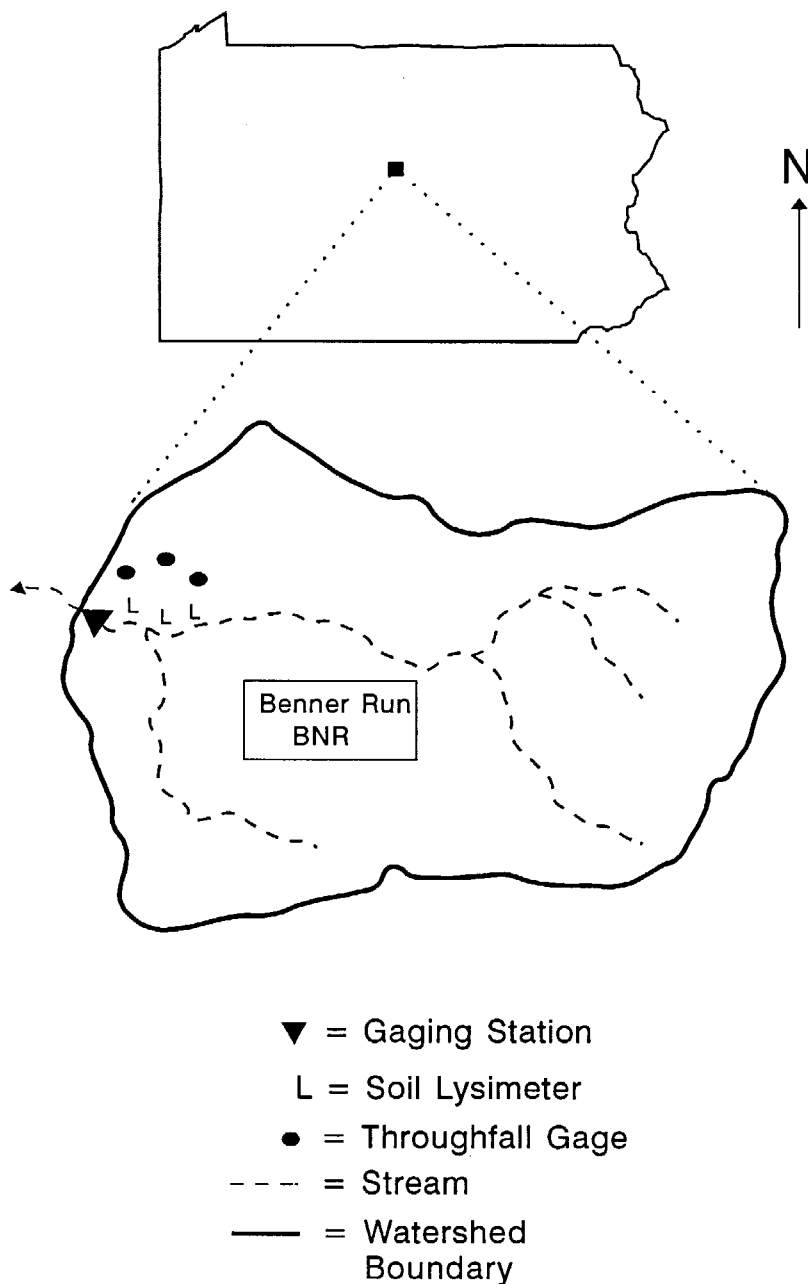 N
L L L
Benner Run
BNR
▼ = Gaging Station
L = Soil Lysimeter
● = Throughfall Gage
--- = Stream
— = Watershed
Boundary